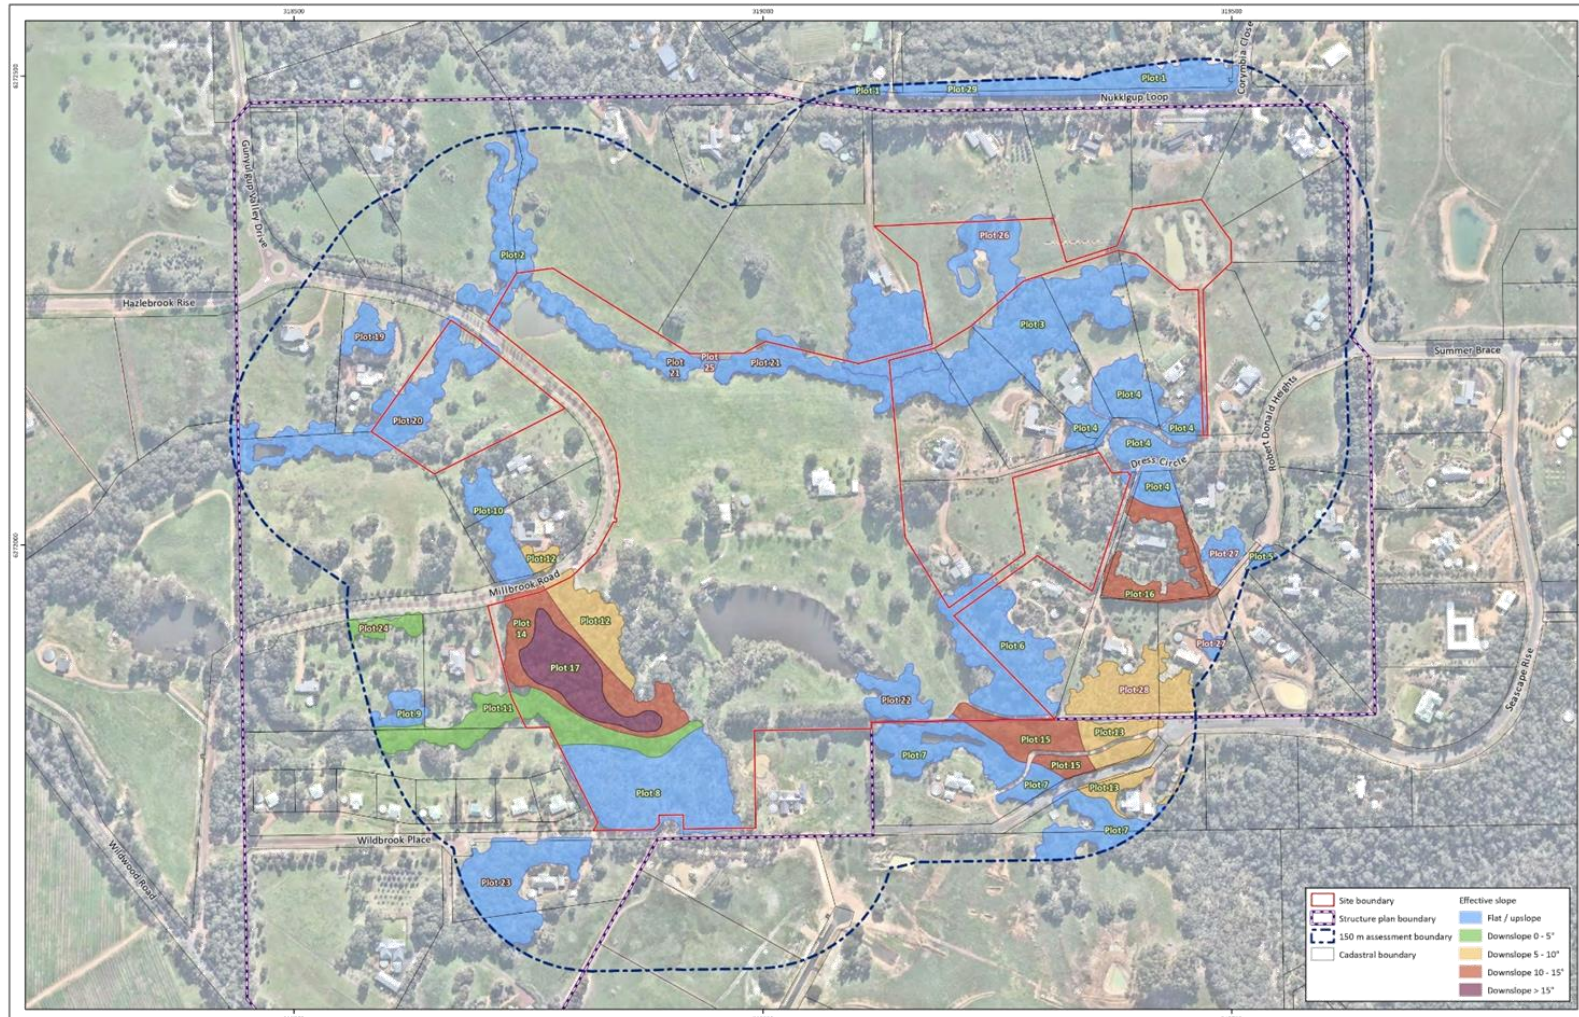 318500
319000
319500
6272500
6272000
Corymbia Close
Plot 1
Plot 1
Plot 29
Nukklgup Loop
Gunyulgup Valley Drive
Plot 26
Plot 2
Hazlebrook Rise
Plot 3
Plot 19
Summer Brace
Plot
21
Plot
25
Plot 21
Robert Donald Heights
Plot 4
Plot 20
Plot 4
Plot 4
Plot 4
Dress Circle
Plot 4
Plot 10
Plot 12
Plot 27
Plot 5
Millbrook Road
Plot 16
Plot 24
Plot
14
Plot 12
Plot 27
Plot 6
Plot 17
Seascape Rise
Plot 28
Plot 22
Plot 11
Plot 9
Plot 13
Plot 15
Plot 7
Plot 15
Plot 7
Plot 13
Plot 8
Plot 7
Wildbrook Place
Wildwood Road
Plot 23
Site boundary
Structure plan boundary
150 m assessment boundary
Cadastral boundary
Effective slope
Flat / upslope
Downslope 0 - 5°
Downslope 5 - 10°
Downslope 10 - 15°
Downslope > 15°